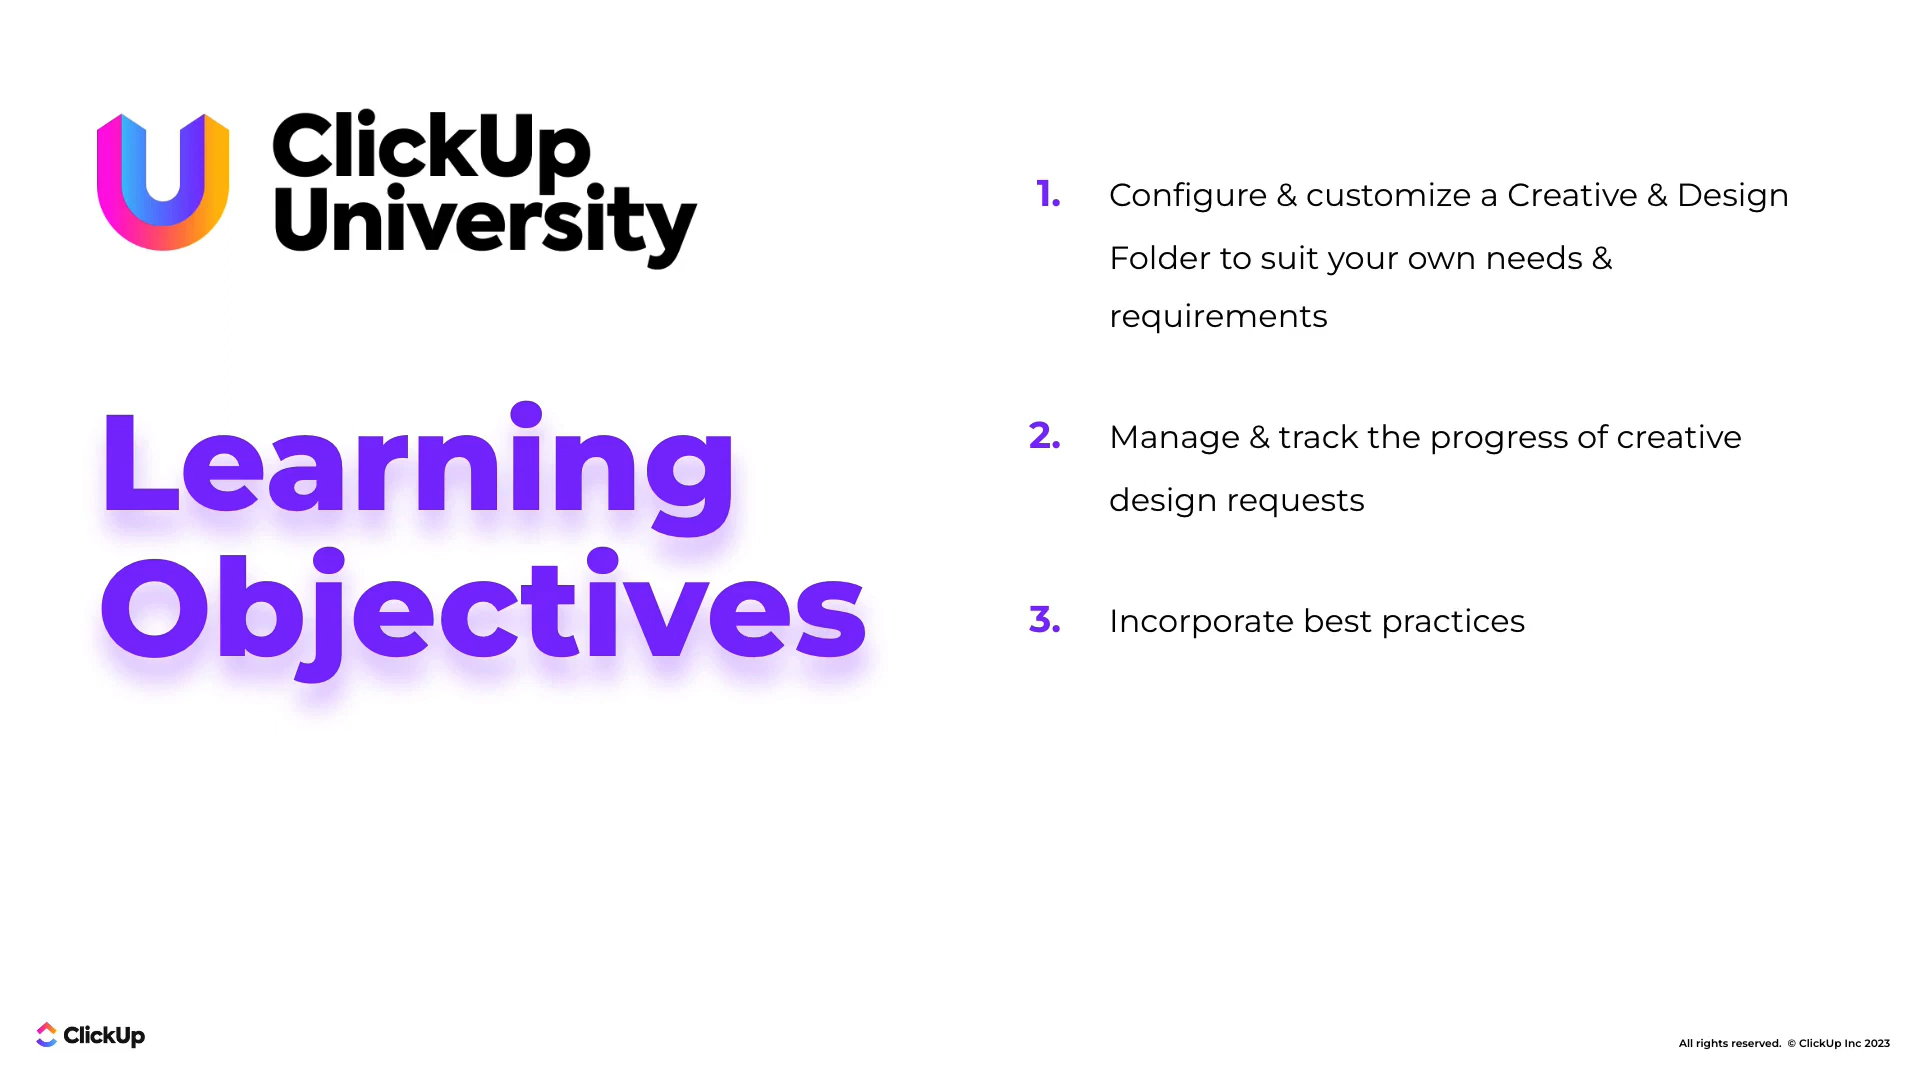 ClickUp
University
Learning
Objectives
1. Configure & customize a Creative & Design
Folder to suit your own needs &
requirements
2. Manage & track the progress of creative
design requests
3. Incorporate best practices
ClickUp
All rights reserved. © ClickUp Inc 2023